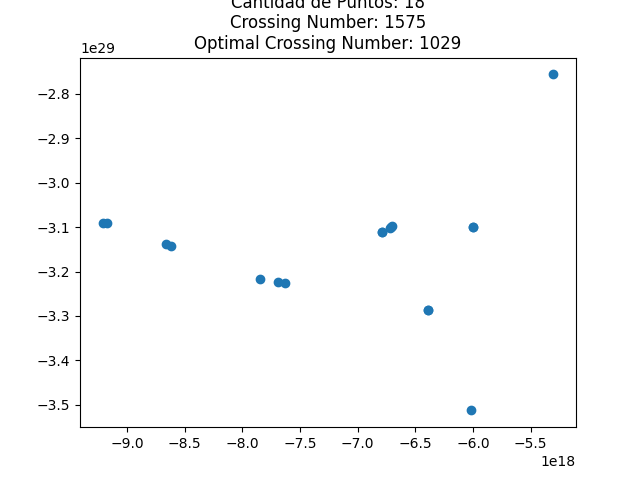 Cantidad de Puntos: 18
Crossing Number: 1575
Optimal Crossing Number: 1029
1e29
−2.8
−2.9
−3.0
−3.1
−3.2
−3.3
−3.4
−3.5
−9.0 −8.5 −8.0 −7.5 −7.0 −6.5 −6.0 −5.5
1e18